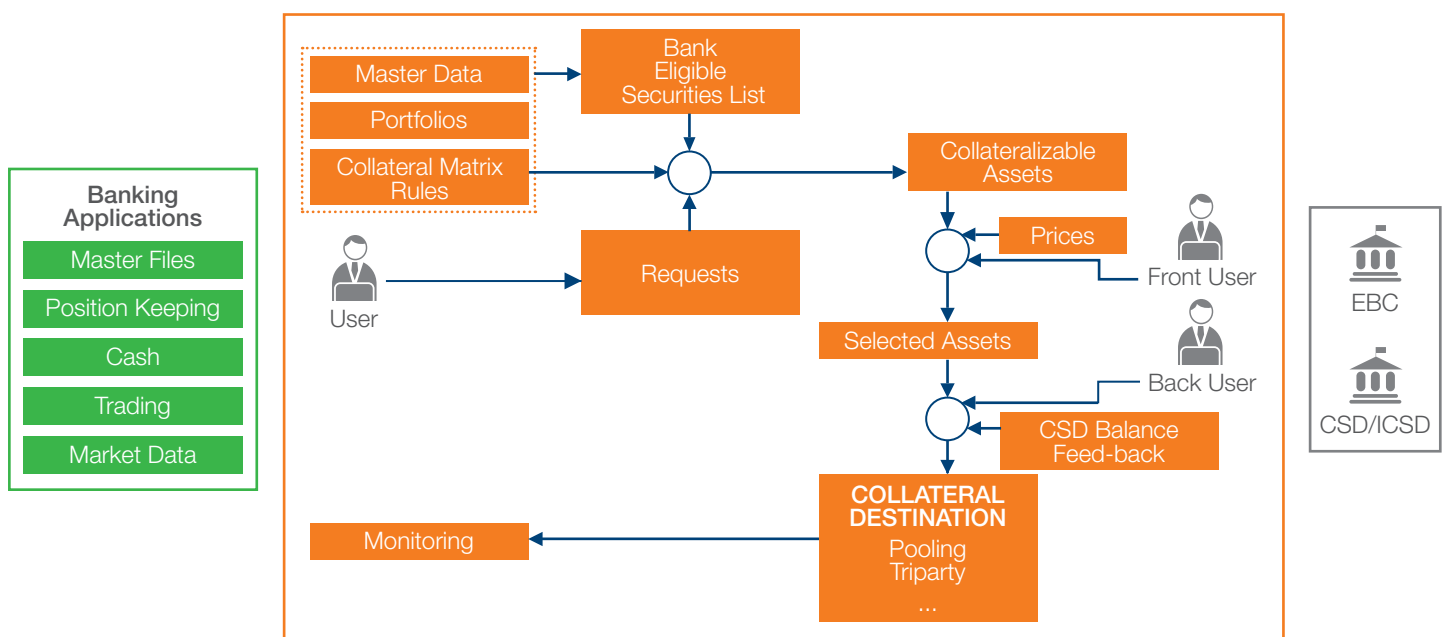 Banking
Applications
Master Files
Position Keeping
Cash
Trading
Market Data
Master Data
Portfolios
Collateral Matrix
Rules
Bank
Eligible
Securities List
User
Requests
Collateralizable
Assets
Prices
Front User
Selected Assets
Back User
CSD Balance
Feed-back
COLLATERAL
DESTINATION
Pooling
Triparty
...
Monitoring
EBC
CSD/ICSD